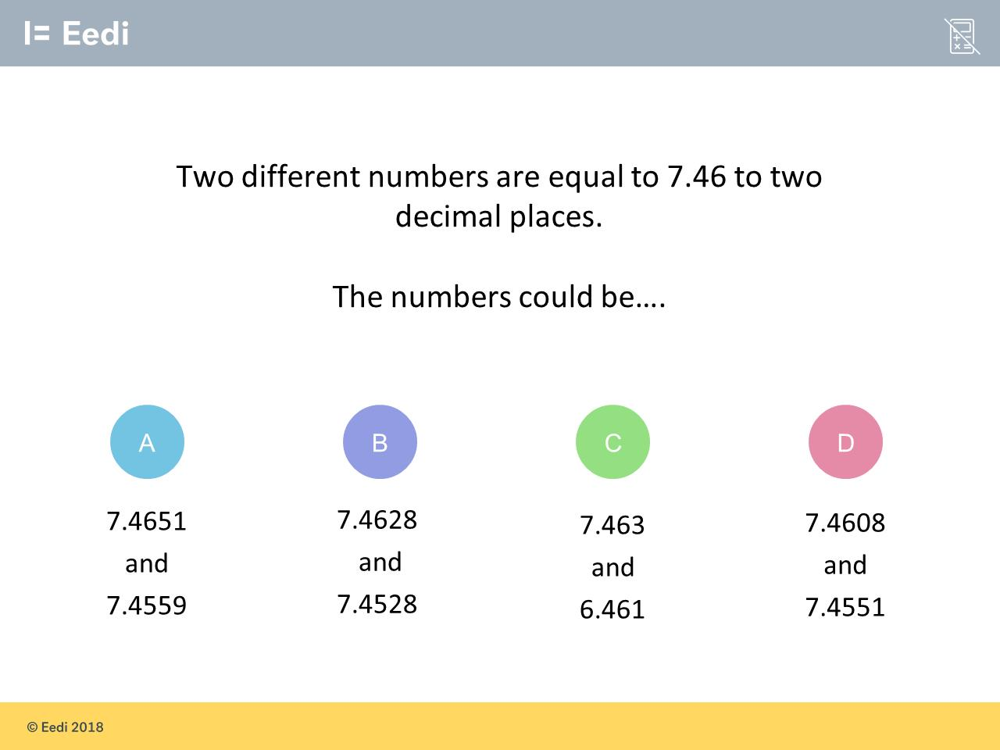 Eedi
Two different numbers are equal to 7.46 to two
decimal places.
The numbers could be....
A
7.4651
and
7.4559
B
7.4628
and
7.4528
C
7.463
and
6.461
D
7.4608
and
7.4551
© Eedi 2018